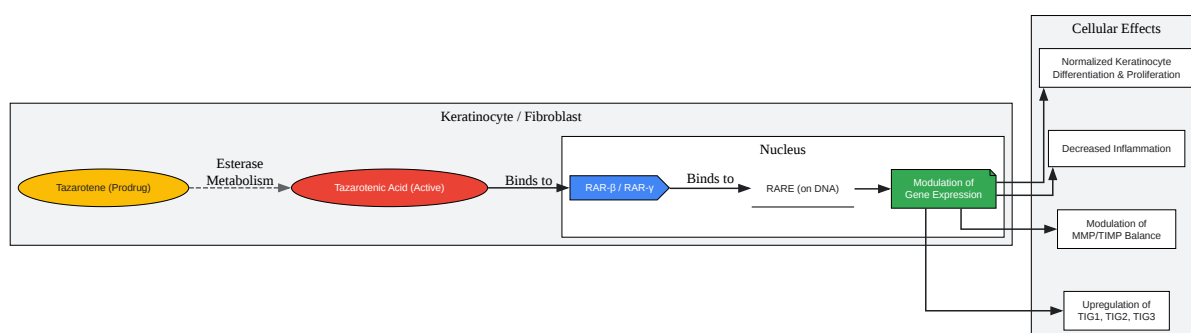 Cellular Effects
Normalized Keratinocyte
Differentiation & Proliferation
Keratinocyte / Fibroblast
Nucleus
Decreased Inflammation
Esterase
Metabolism
Tazarotene (Prodrug)
Tazarotenic Acid (Active)
Binds to
RAR-β / RAR-γ
Binds to
RARE (on DNA)
Modulation of
Gene Expression
Modulation of
MMP/TIMP Balance
Upregulation of
TIG1, TIG2, TIG3